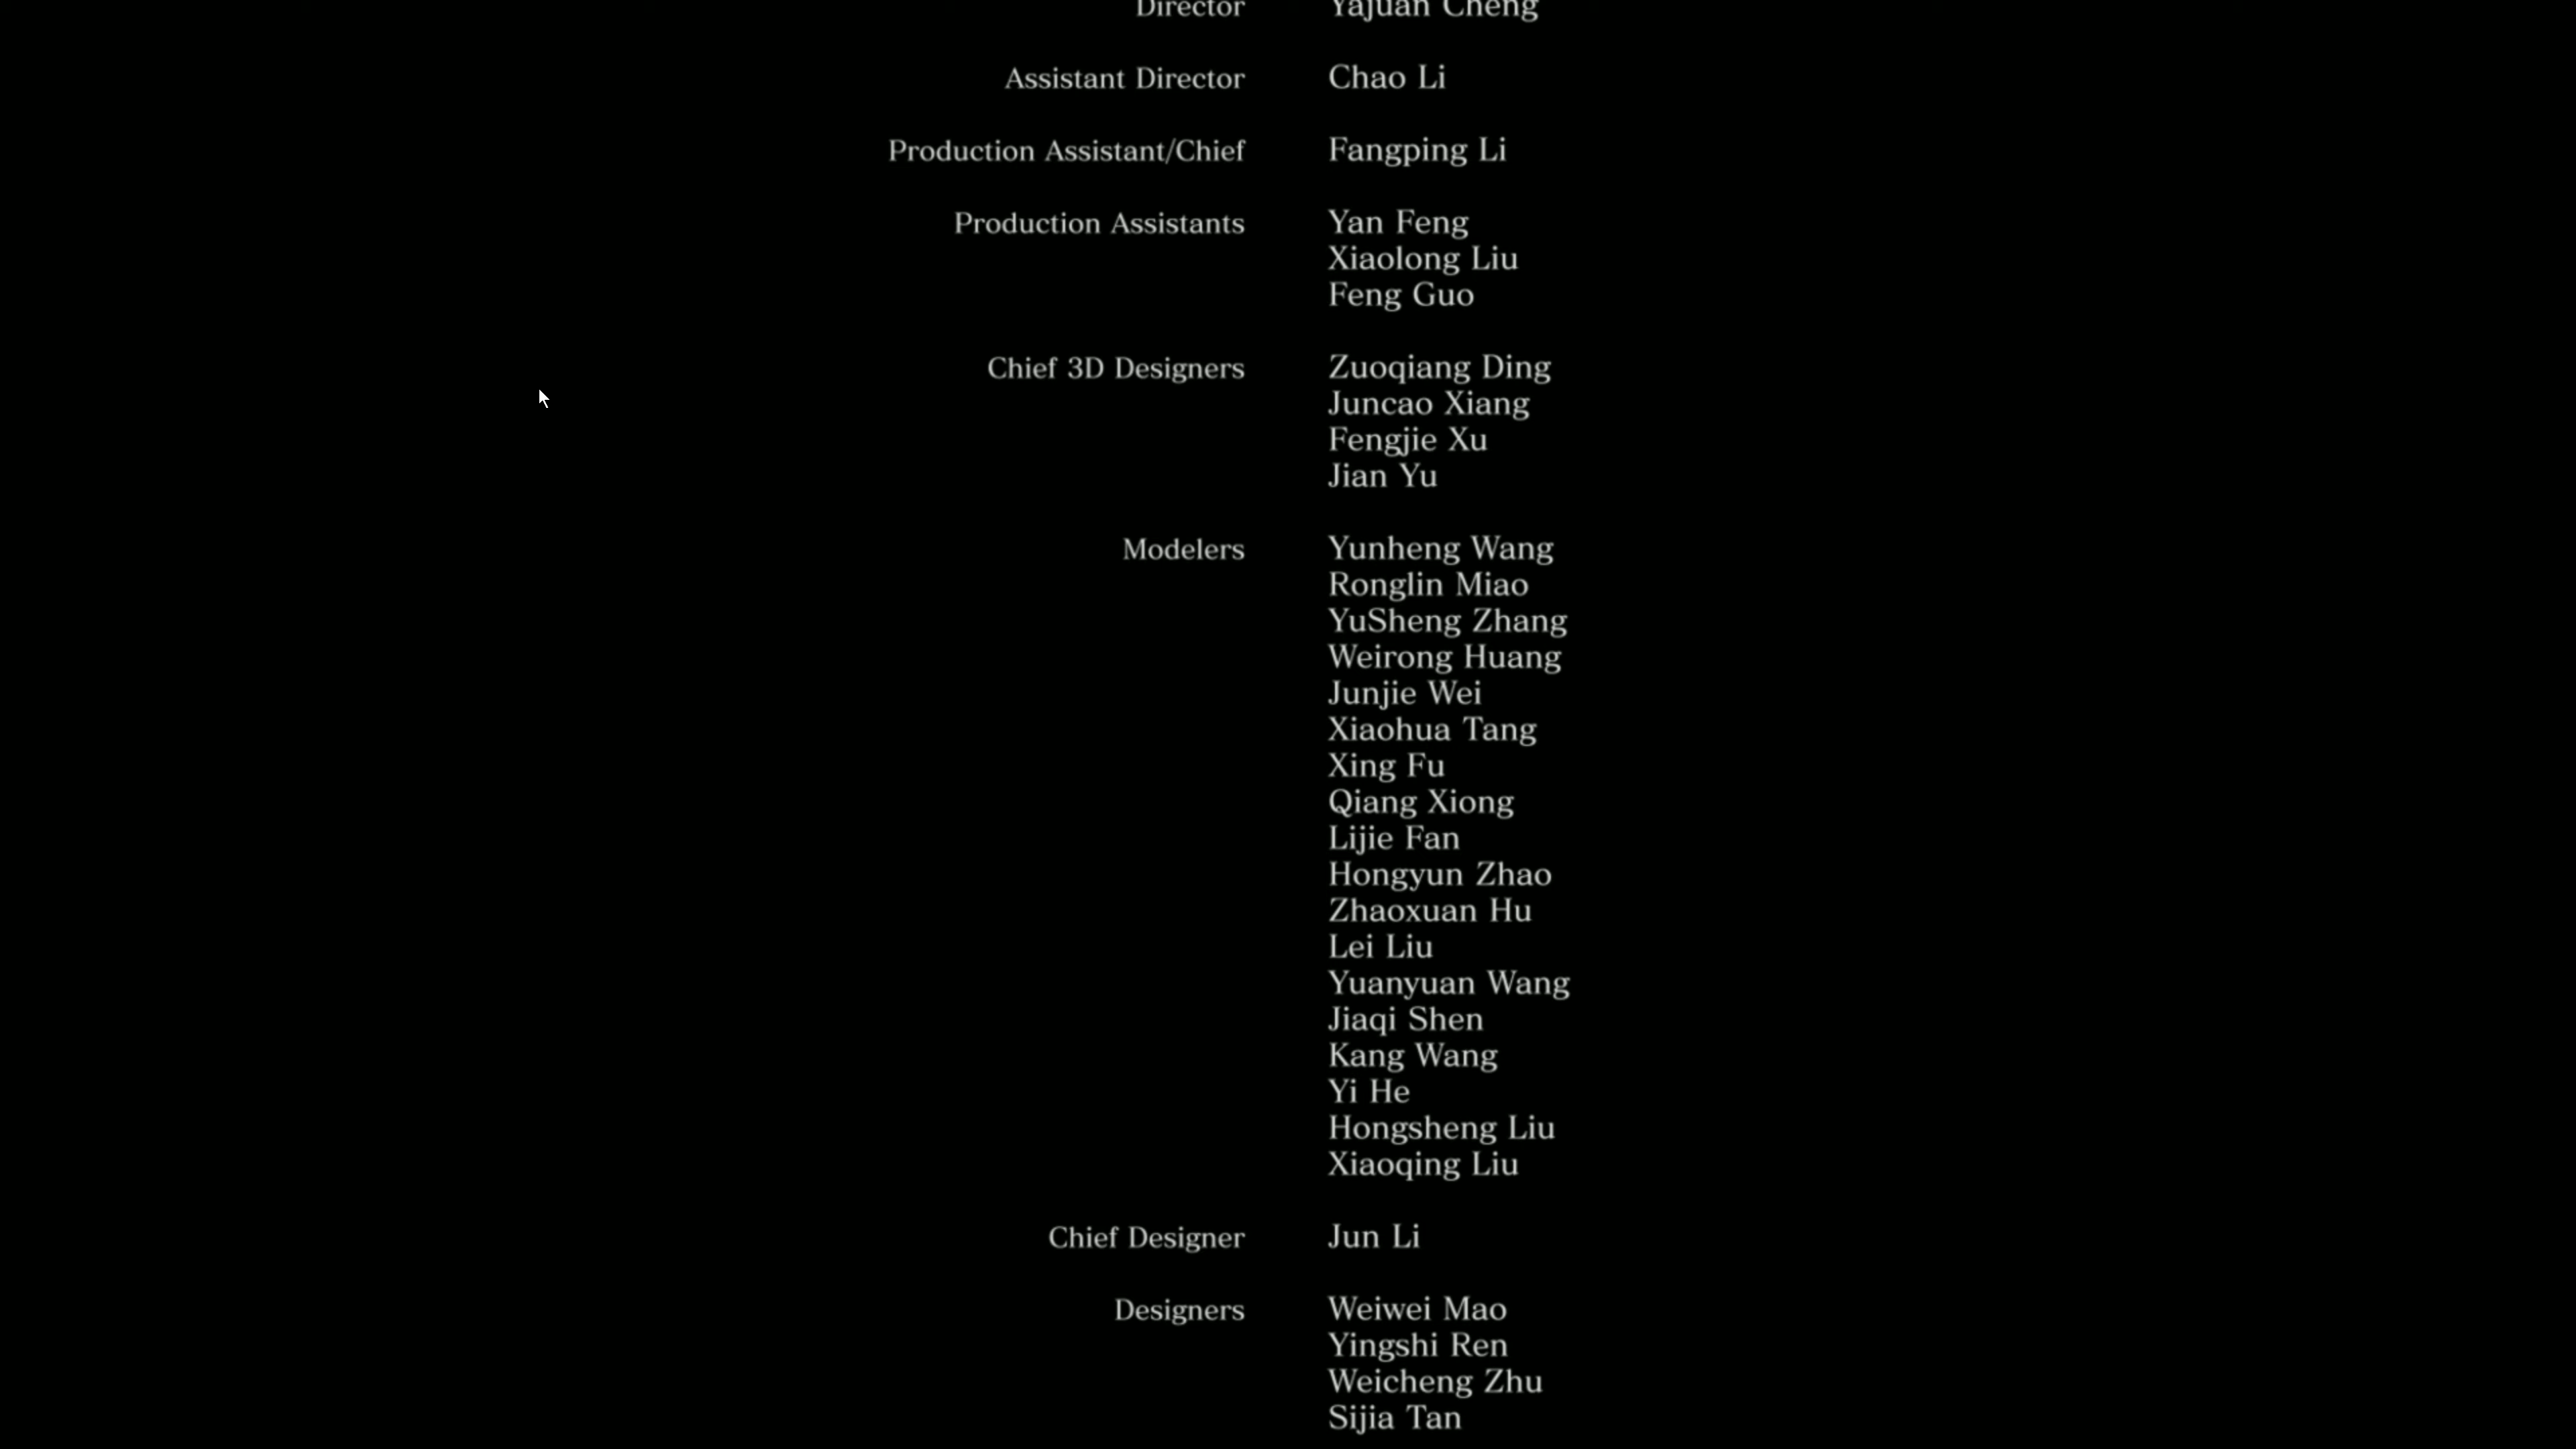 Director Yajuan Cheng
Assistant Director Chao Li
Production Assistant/Chief Fangping Li
Production Assistants Yan Feng
Xiaolong Liu
Feng Guo
Chief 3D Designers Zuoqiang Ding
Juncao Xiang
Fengjie Xu
Jian Yu
Modelers Yunheng Wang
Ronglin Miao
YuSheng Zhang
Weirong Huang
Junjie Wei
Xiaohua Tang
Xing Fu
Qiang Xiong
Lijie Fan
Hongyun Zhao
Zhaoxuan Hu
Lei Liu
Yuanyuan Wang
Jiaqi Shen
Kang Wang
Yi He
Hongsheng Liu
Xiaoqing Liu
Chief Designer Jun Li
Designers Weiwei Mao
Yingshi Ren
Weicheng Zhu
Sijia Tan